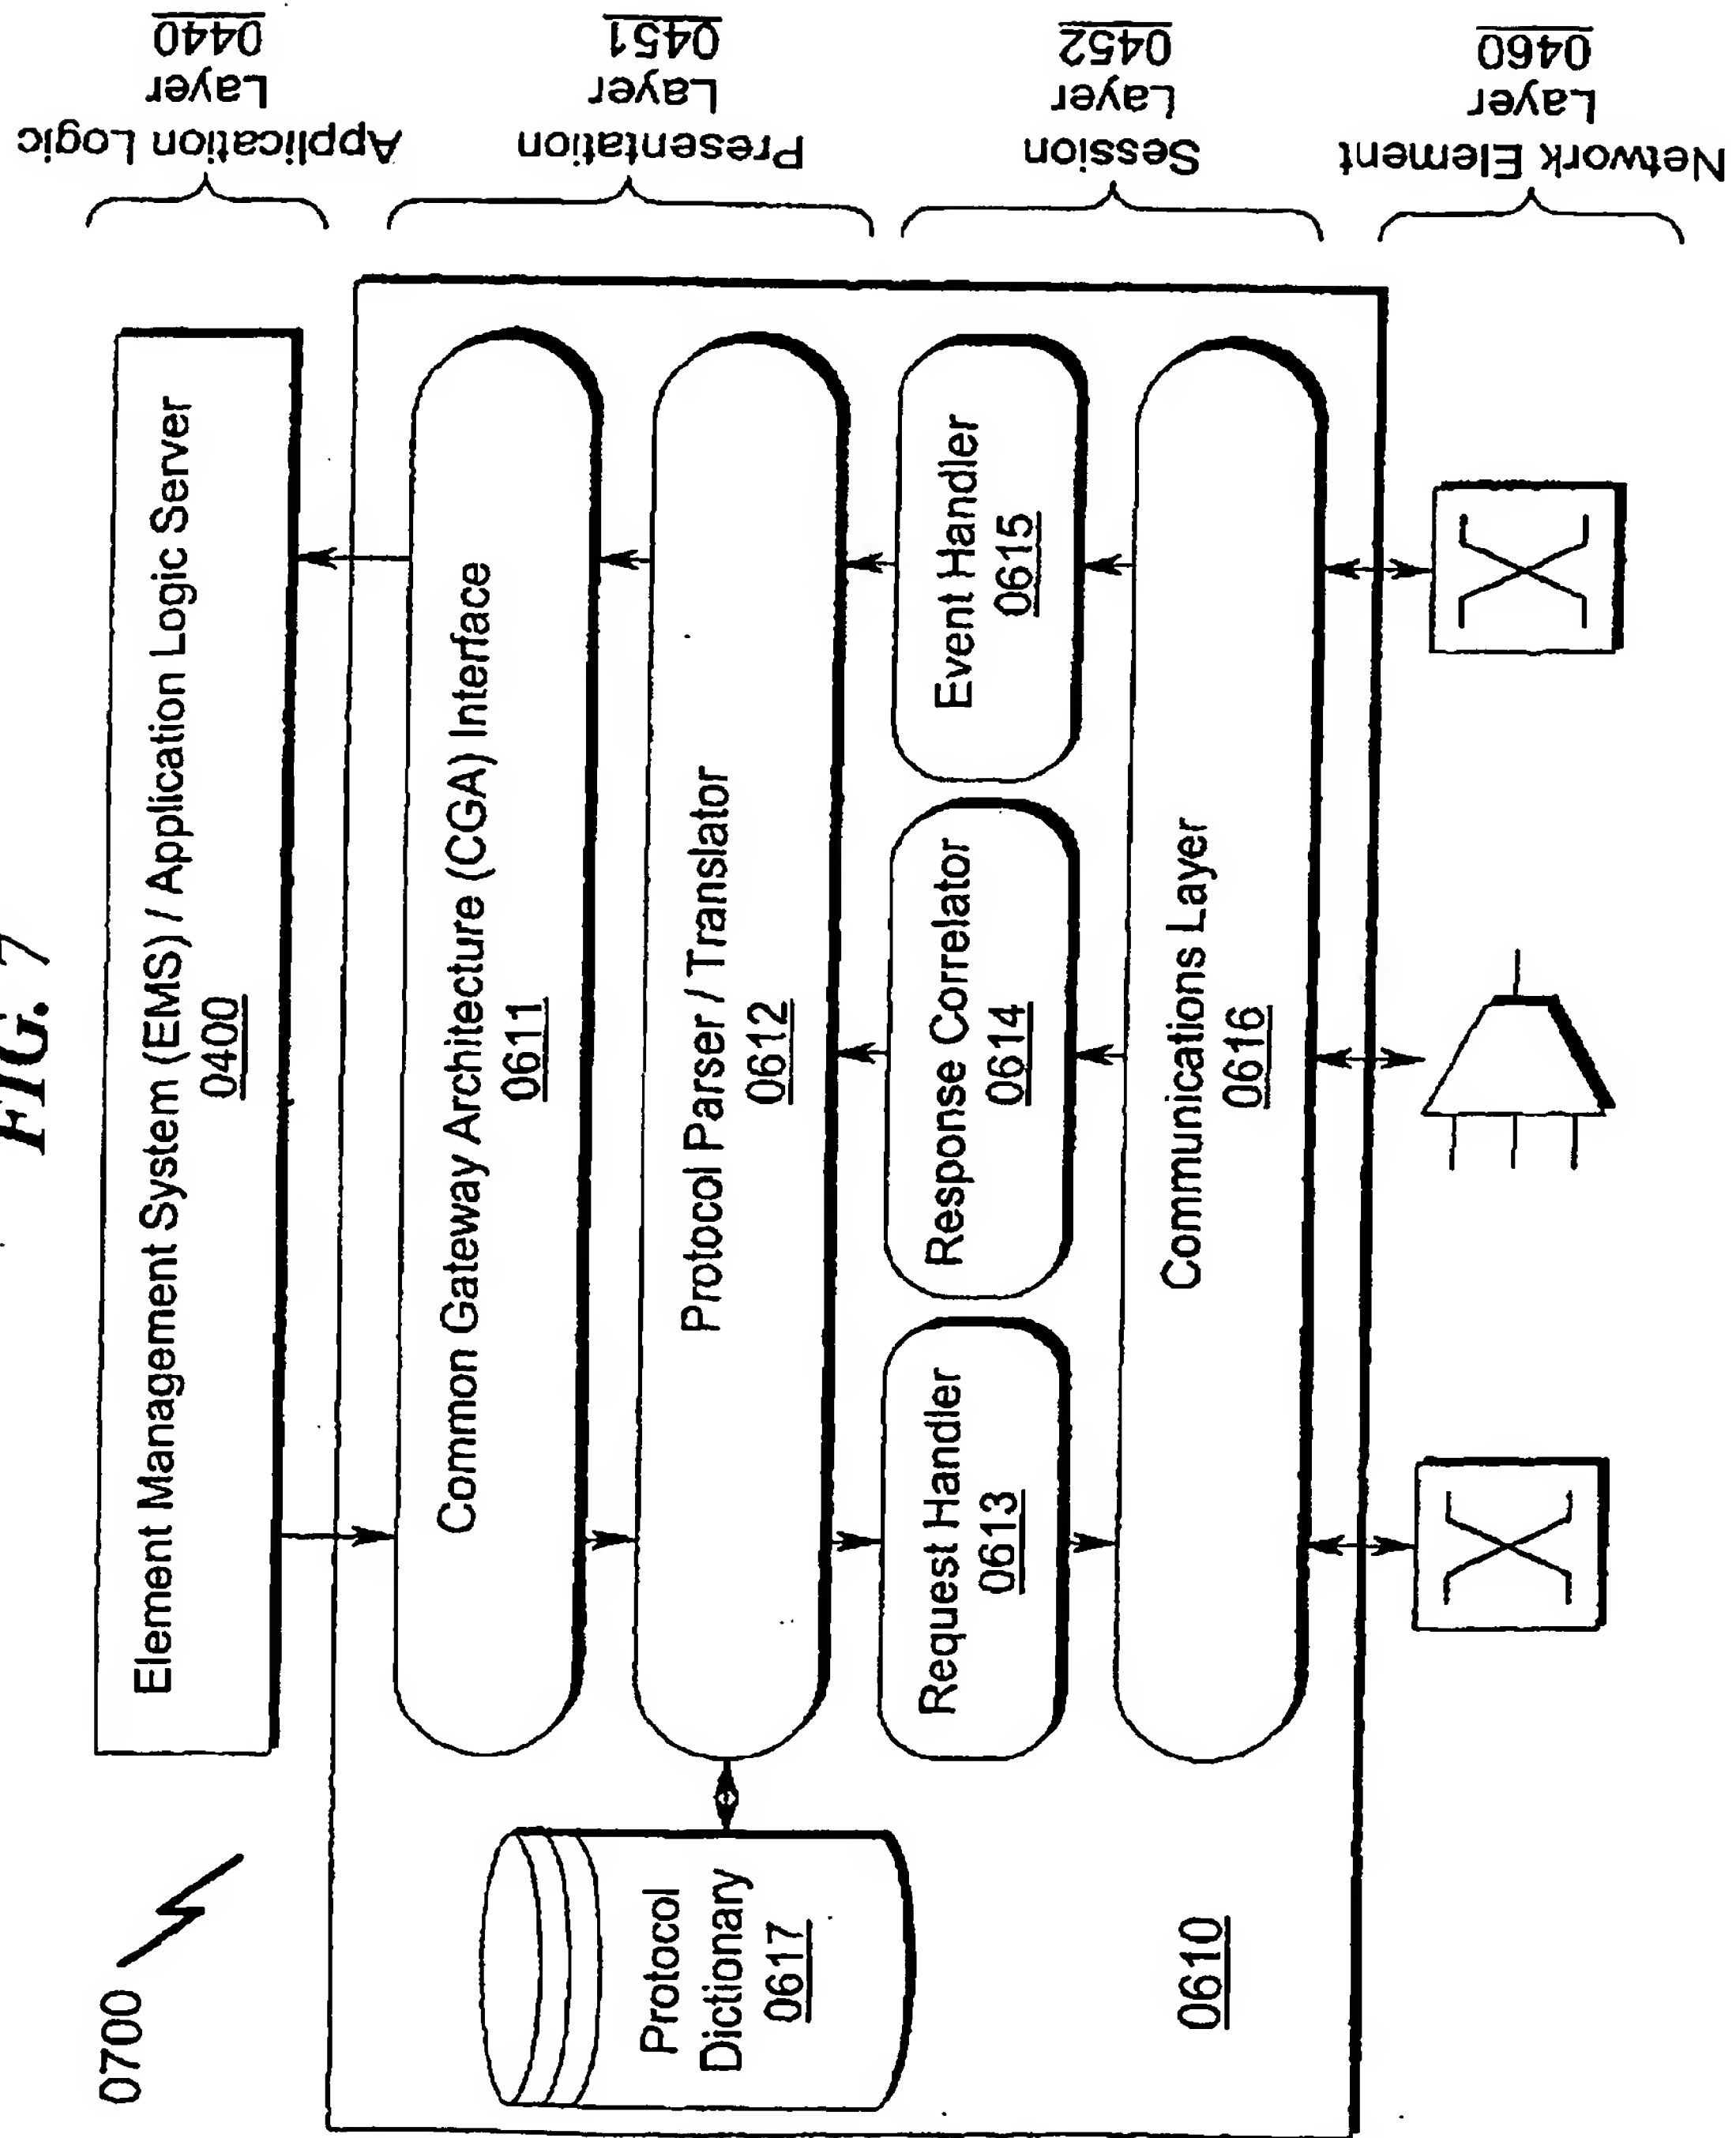 FIG. 7
0700
Element Management System (EMS) / Application Logic Server
0400
Common Gateway Architecture (CGA) Interface
0611
Protocol Parser / Translator
0612
Protocol
Dictionary
0617
Request Handler
0613
Response Correlator
0614
Event Handler
0615
Communications Layer
0616
0610
Application Logic
Layer
0440
Presentation
Layer
0451
Session
Layer
0452
Network Element
Layer
0460